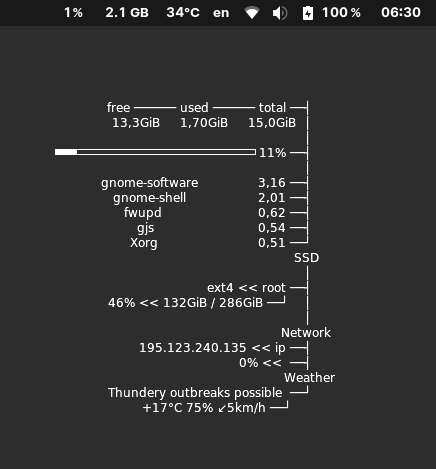 1% 2.1 GB 34°C en 100% 06:30
free used total
13,3GiB 1,70GiB 15,0GiB
11%
gnome-software 3,16
gnome-shell 2,01
fwupd 0,62
gjs 0,54
Xorg 0,51
SSD
ext4 << root
46% << 132GiB / 286GiB
Network
195.123.240.135 << ip
0% <<
Weather
Thundery outbreaks possible
+17°C 75% ↙5km/h